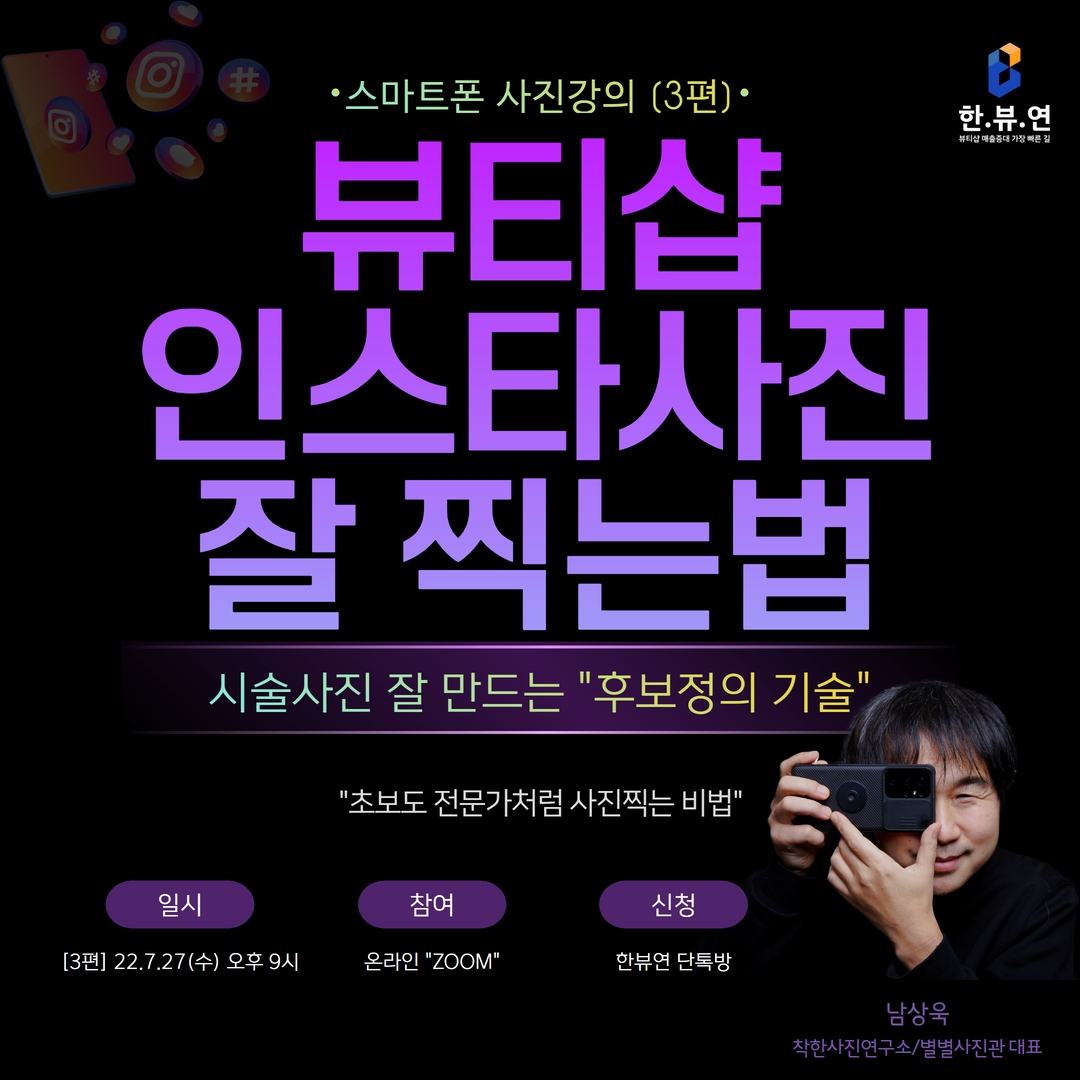 •스마트폰 사진강의 (3편)•
한.뷰.연
뷰티샵 매출증대 가장 빠른 길
뷰티샵
인스타사진
잘 찍는법
시술사진 잘 만드는 "후보정의 기술"
"초보도 전문가처럼 사진찍는 비법"
일시
참여
신청
[3편] 22.7.27(수) 오후 9시
온라인 "ZOOM"
한뷰연 단톡방
남상욱
착한사진연구소/별별사진관 대표